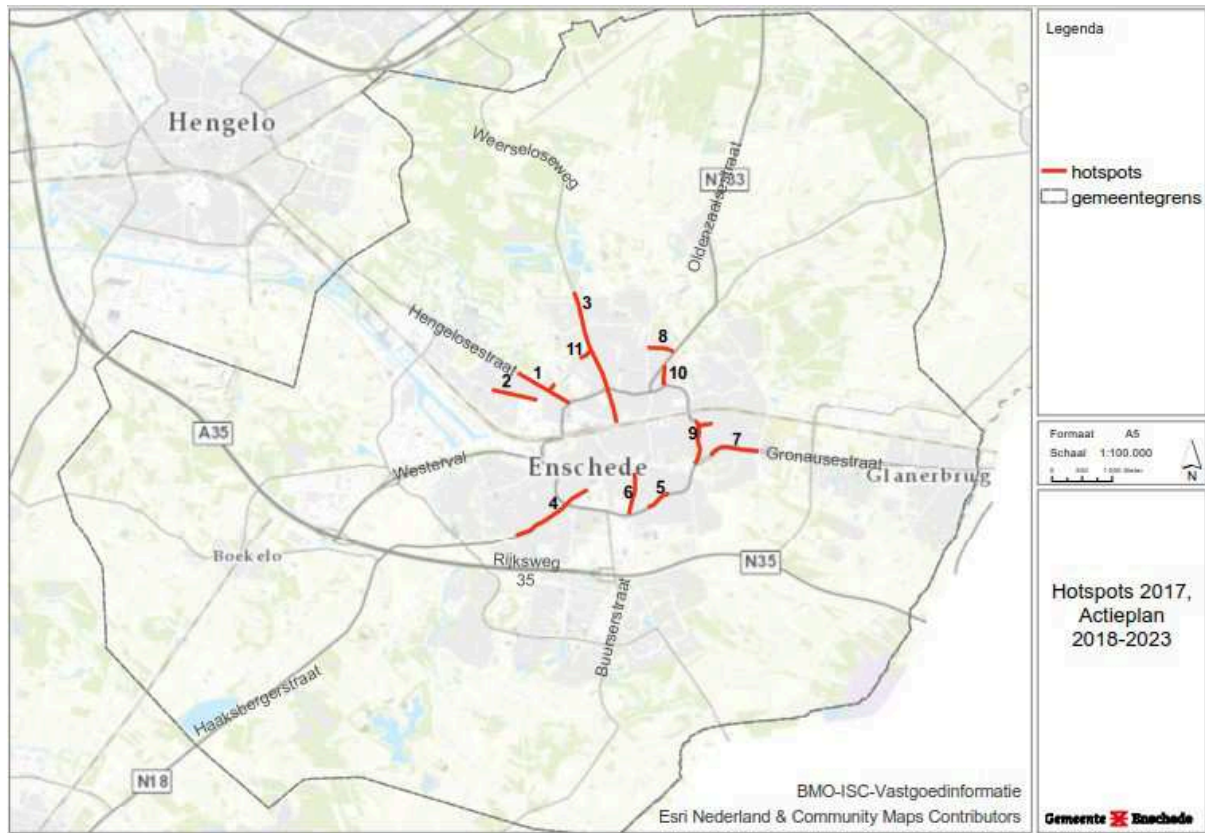 Hengelo
Weerseloseweg
Oldenzaalsestraat
Hengelosestraat
3
11
1
2
8
10
A35
Westerval
Enschede
9
7
Gronausestraat
Glanerbrug
4
6
5
Boekelo
Rijksweg
35
N35
Buurserstraat
Haaksbergerstraat
N18
BMO-ISC-Vastgoedinformatie
Esri Nederland & Community Maps Contributors
Legenda
hotspots
gemeentegrens
Formaat A5
Schaal 1:100.000
N
Hotspots 2017,
Actieplan
2018-2023
Gemeente Enschede